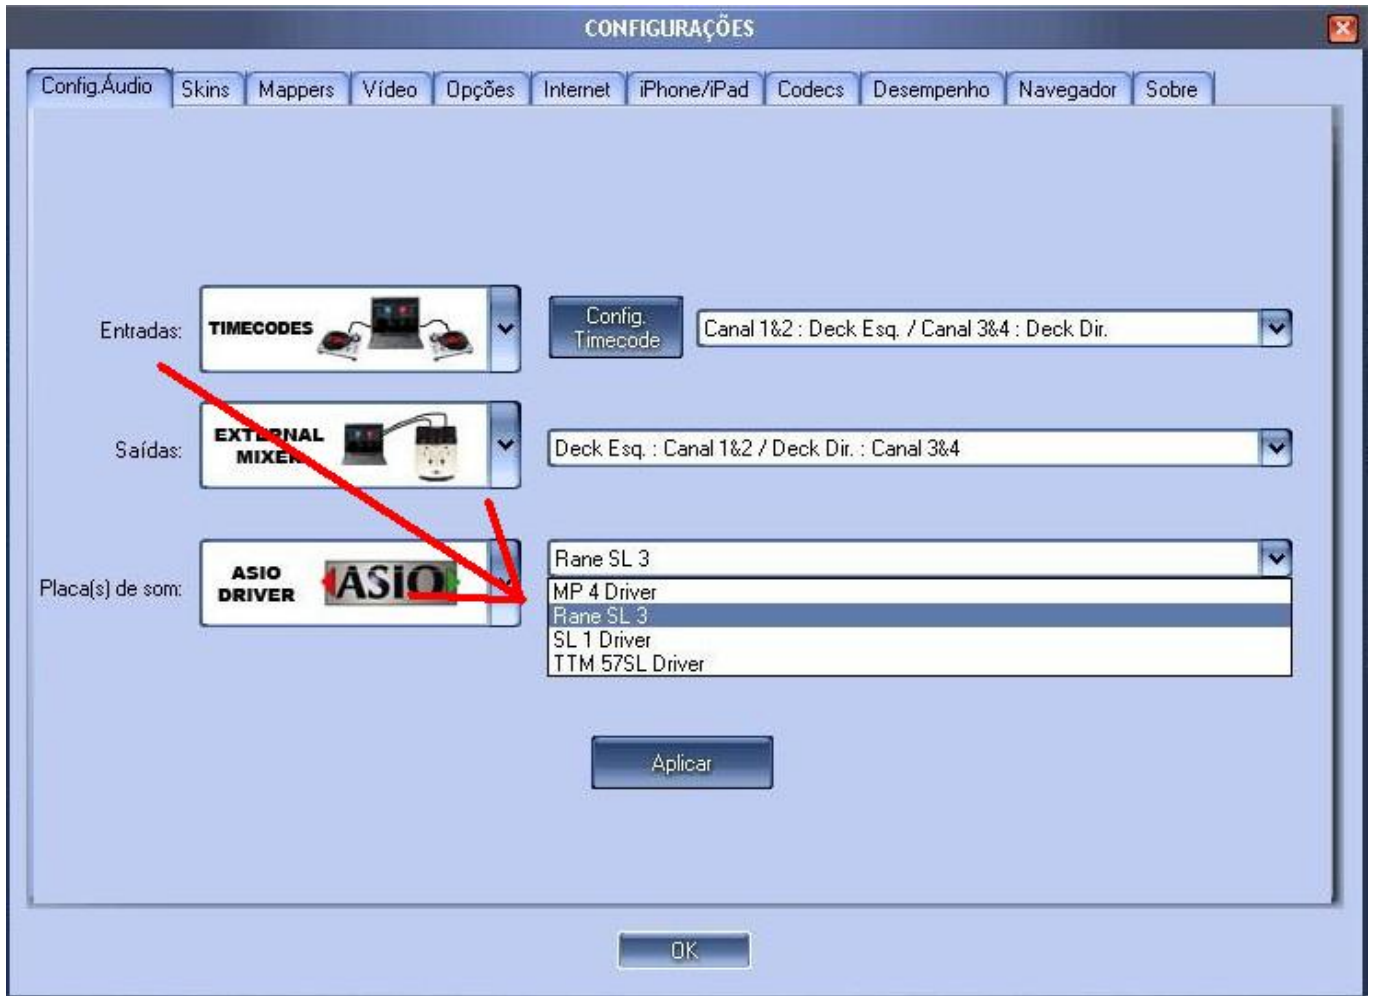 CONFIGURAÇÕES
Config.Áudio Skins Mappers Vídeo Opções Internet iPhone/iPad Codecs Desempenho Navegador Sobre
Entradas:
TIMECODES
Config.
Timecode
Canal 1&2 : Deck Esq. / Canal 3&4 : Deck Dir.
Saídas:
EXTERNAL
MIXER
Deck Esq. : Canal 1&2 / Deck Dir. : Canal 3&4
Placa(s) de som:
ASIO
DRIVER
ASIO
Rane SL 3
MP 4 Driver
Rane SL 3
SL 1 Driver
TTM 57SL Driver
Aplicar
OK